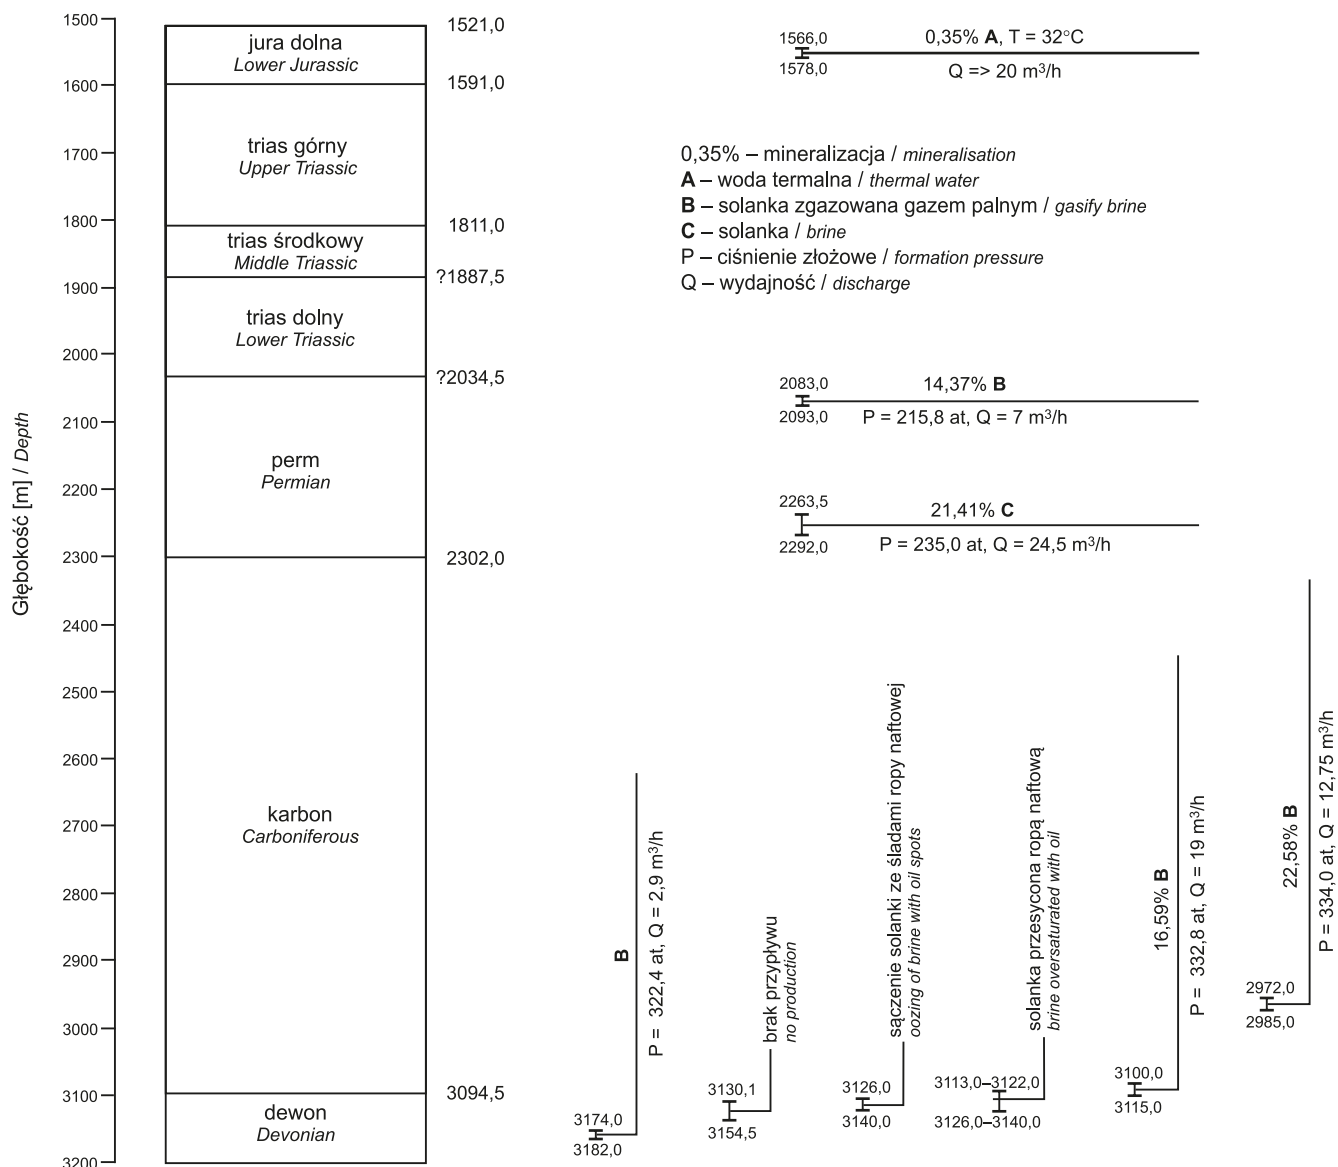 Głębokość [m] / Depth
1500
1600
1700
1800
1900
2000
2100
2200
2300
2400
2500
2600
2700
2800
2900
3000
3100
3200
1521,0
jura dolna
Lower Jurassic
1591,0
trias górny
Upper Triassic
1811,0
trias środkowy
Middle Triassic
?1887,5
trias dolny
Lower Triassic
?2034,5
perm
Permian
2302,0
karbon
Carboniferous
3094,5
dewon
Devonian
1566,0
1578,0
0,35% A, T = 32°C
Q => 20 m³/h
0,35% – mineralizacja / mineralisation
A – woda termalna / thermal water
B – solanka zgazowana gazem palnym / gasify brine
C – solanka / brine
P – ciśnienie złożowe / formation pressure
Q – wydajność / discharge
2083,0
2093,0
14,37% B
P = 215,8 at, Q = 7 m³/h
2263,5
2292,0
21,41% C
P = 235,0 at, Q = 24,5 m³/h
3174,0
3182,0
B
P = 322,4 at, Q = 2,9 m³/h
3130,1
3154,5
brak przypływu
no production
3126,0
3140,0
sączenie solanki ze śladami ropy naftowej
oozing of brine with oil spots
3113,0–3122,0
3126,0–3140,0
solanka przesycona ropą naftową
brine oversaturated with oil
3100,0
3115,0
16,59% B
P = 332,8 at, Q = 19 m³/h
2972,0
2985,0
22,58% B
P = 334,0 at, Q = 12,75 m³/h